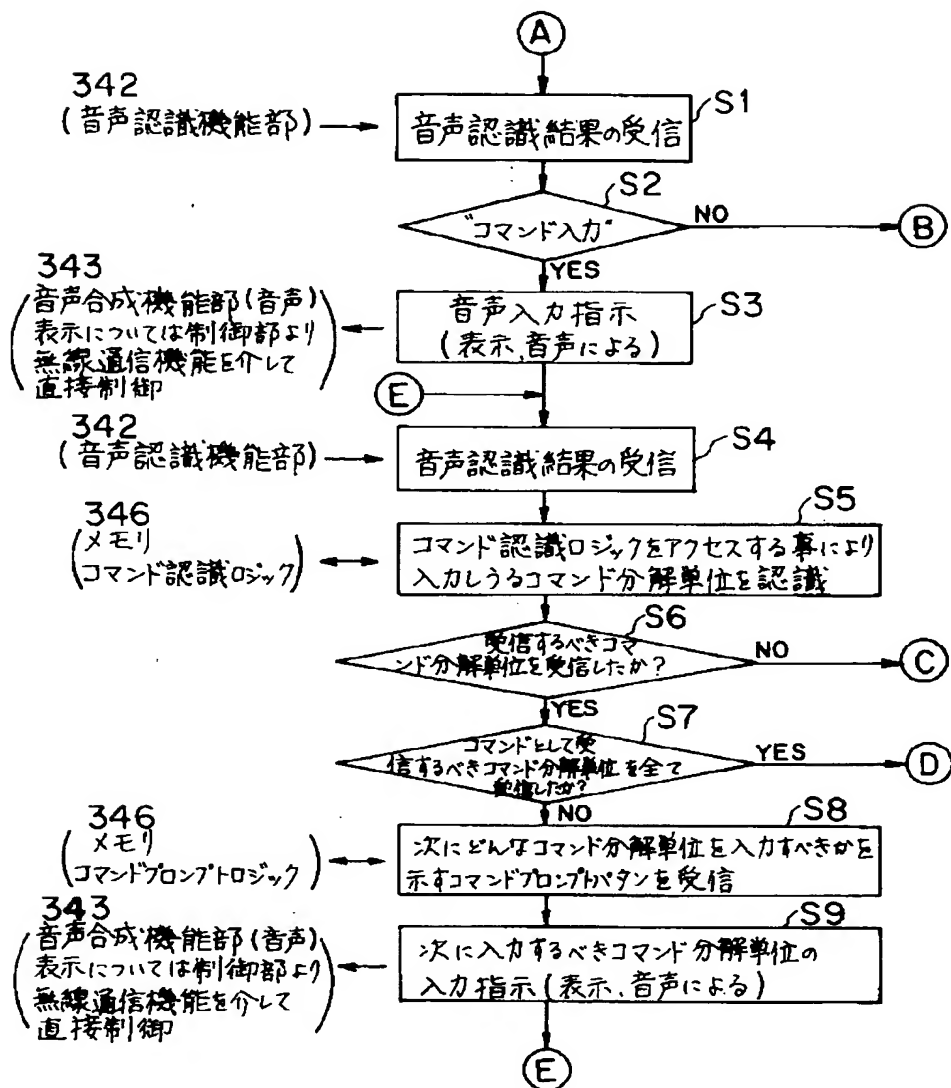 A
342
(音声認識機能部)
S1
音声認識結果の受信
S2
"コマンド入力"
NO
B
YES
343
音声合成機能部(音声)
表示については制御部より
無線通信機能を介して
直接制御
S3
音声入力指示
(表示、音声による)
E
342
(音声認識機能部)
S4
音声認識結果の受信
346
メモリ
コマンド認識ロジック
S5
コマンド認識ロジックをアクセスする事により
入力しうるコマンド分解単位を認識
S6
受信するべきコマ
ンド分解単位を受信したか?
NO
C
YES
S7
コマンドとして受
信するべきコマンド分解単位を全て
受信したか?
YES
D
NO
346
メモリ
コマンドプロンプトロジック
S8
次にどんなコマンド分解単位を入力すべきかを
示すコマンドプロンプトパタンを受信
343
音声合成機能部(音声)
表示については制御部より
無線通信機能を介して
直接制御
S9
次に入力するべきコマンド分解単位の
入力指示(表示、音声による)
E